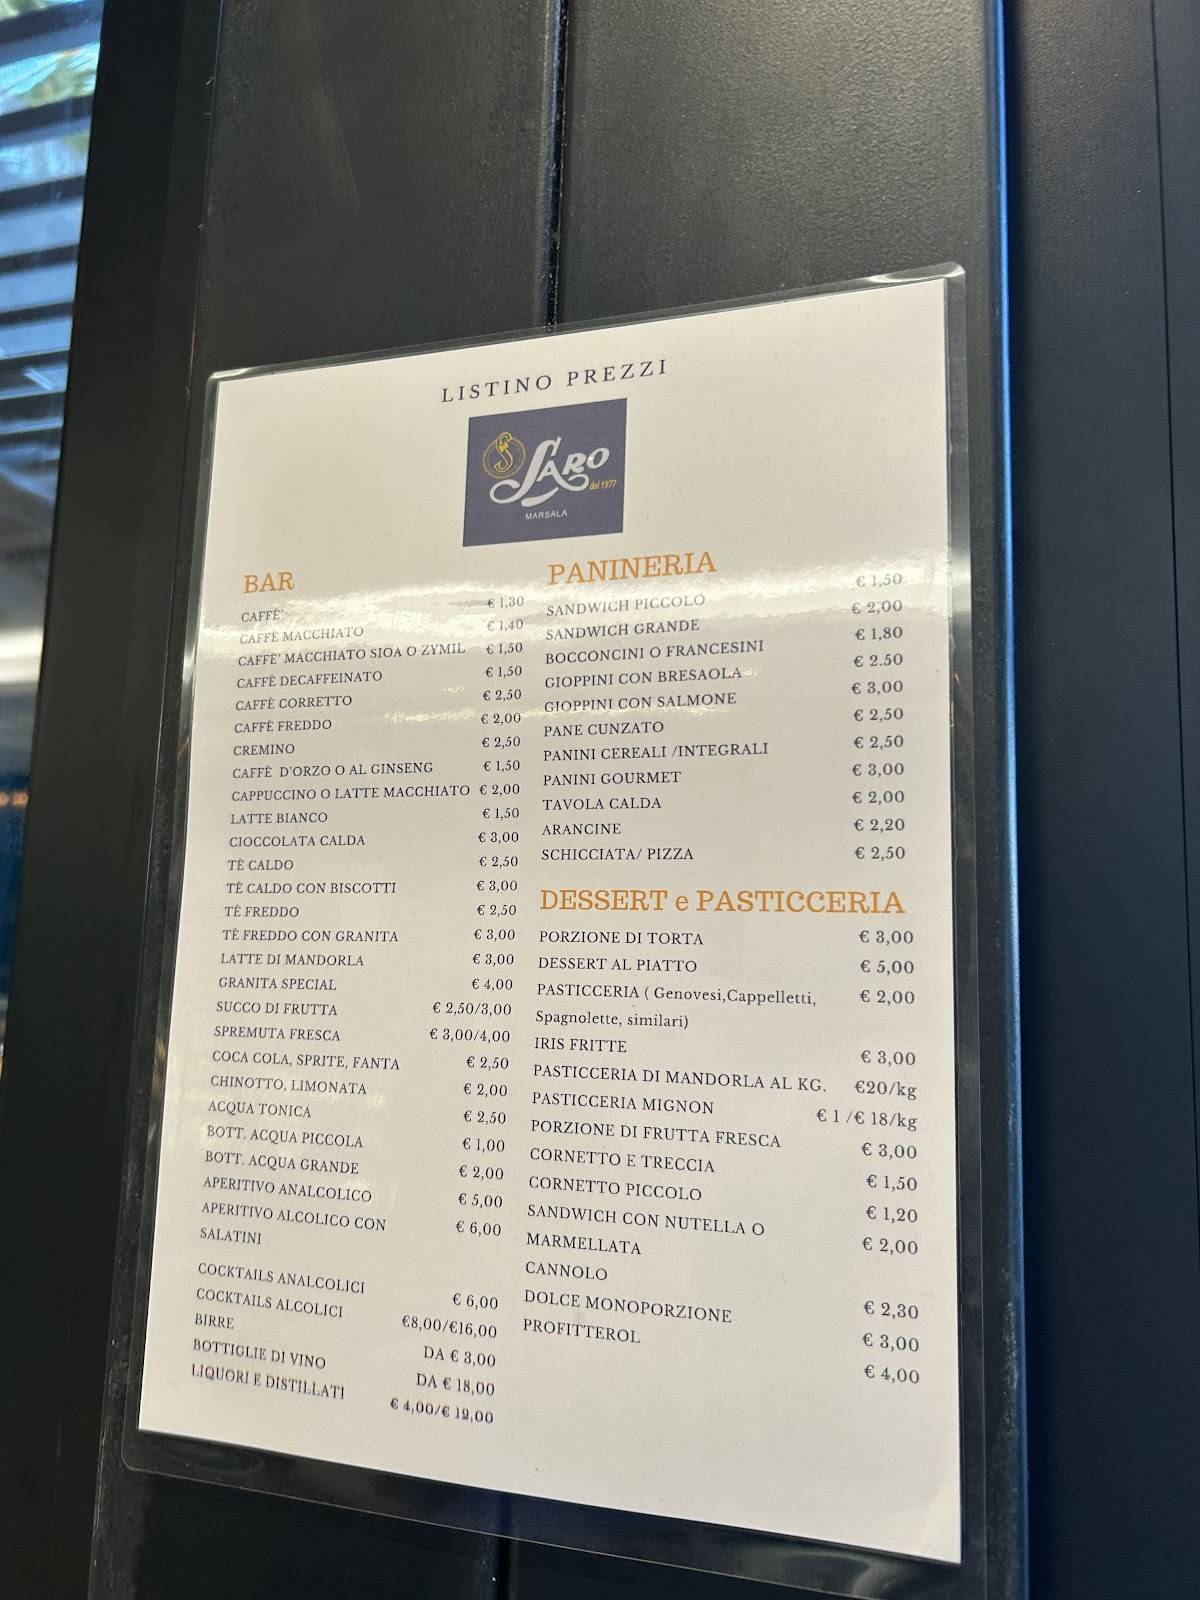 LISTINO PREZZI
S SARO
dal 1977
MARSALA
BAR
CAFFÈ' € 1,30
CAFFÈ MACCHIATO € 1,40
CAFFÈ' MACCHIATO SIOA O ZYMIL € 1,50
CAFFÈ DECAFFEINATO € 1,50
CAFFÈ CORRETTO € 2,50
CAFFÈ FREDDO € 2,00
CREMINO € 2,50
CAFFÈ D'ORZO O AL GINSENG € 1,50
CAPPUCCINO O LATTE MACCHIATO € 2,00
LATTE BIANCO € 1,50
CIOCCOLATA CALDA € 3,00
TÈ CALDO € 2,50
TÈ CALDO CON BISCOTTI € 3,00
TÈ FREDDO € 2,50
TÈ FREDDO CON GRANITA € 3,00
LATTE DI MANDORLA € 3,00
GRANITA SPECIAL € 4,00
SUCCO DI FRUTTA € 2,50/3,00
SPREMUTA FRESCA € 3,00/4,00
COCA COLA, SPRITE, FANTA € 2,50
CHINOTTO, LIMONATA € 2,00
ACQUA TONICA € 2,50
BOTT. ACQUA PICCOLA € 1,00
BOTT. ACQUA GRANDE € 2,00
APERITIVO ANALCOLICO € 5,00
APERITIVO ALCOLICO CON € 6,00
SALATINI
COCKTAILS ANALCOLICI € 6,00
COCKTAILS ALCOLICI €8,00/€16,00
BIRRE DA € 3,00
BOTTIGLIE DI VINO DA € 18,00
LIQUORI E DISTILLATI € 4,00/€ 12,00
PANINERIA
SANDWICH PICCOLO € 1,50
SANDWICH GRANDE € 2,00
BOCCONCINI O FRANCESINI € 1,80
GIOPPINI CON BRESAOLA € 2.50
GIOPPINI CON SALMONE € 3,00
PANE CUNZATO € 2,50
PANINI CEREALI /INTEGRALI € 2,50
PANINI GOURMET € 3,00
TAVOLA CALDA € 2,00
ARANCINE € 2,20
SCHICCIATA/ PIZZA € 2,50
DESSERT e PASTICCERIA
PORZIONE DI TORTA € 3,00
DESSERT AL PIATTO € 5,00
PASTICCERIA ( Genovesi,Cappelletti, € 2,00
Spagnolette, similari)
IRIS FRITTE € 3,00
PASTICCERIA DI MANDORLA AL KG. €20/kg
PASTICCERIA MIGNON € 1 /€ 18/kg
PORZIONE DI FRUTTA FRESCA € 3,00
CORNETTO E TRECCIA € 1,50
CORNETTO PICCOLO € 1,20
SANDWICH CON NUTELLA O € 2,00
MARMELLATA
CANNOLO € 2,30
DOLCE MONOPORZIONE € 3,00
PROFITTEROL € 4,00